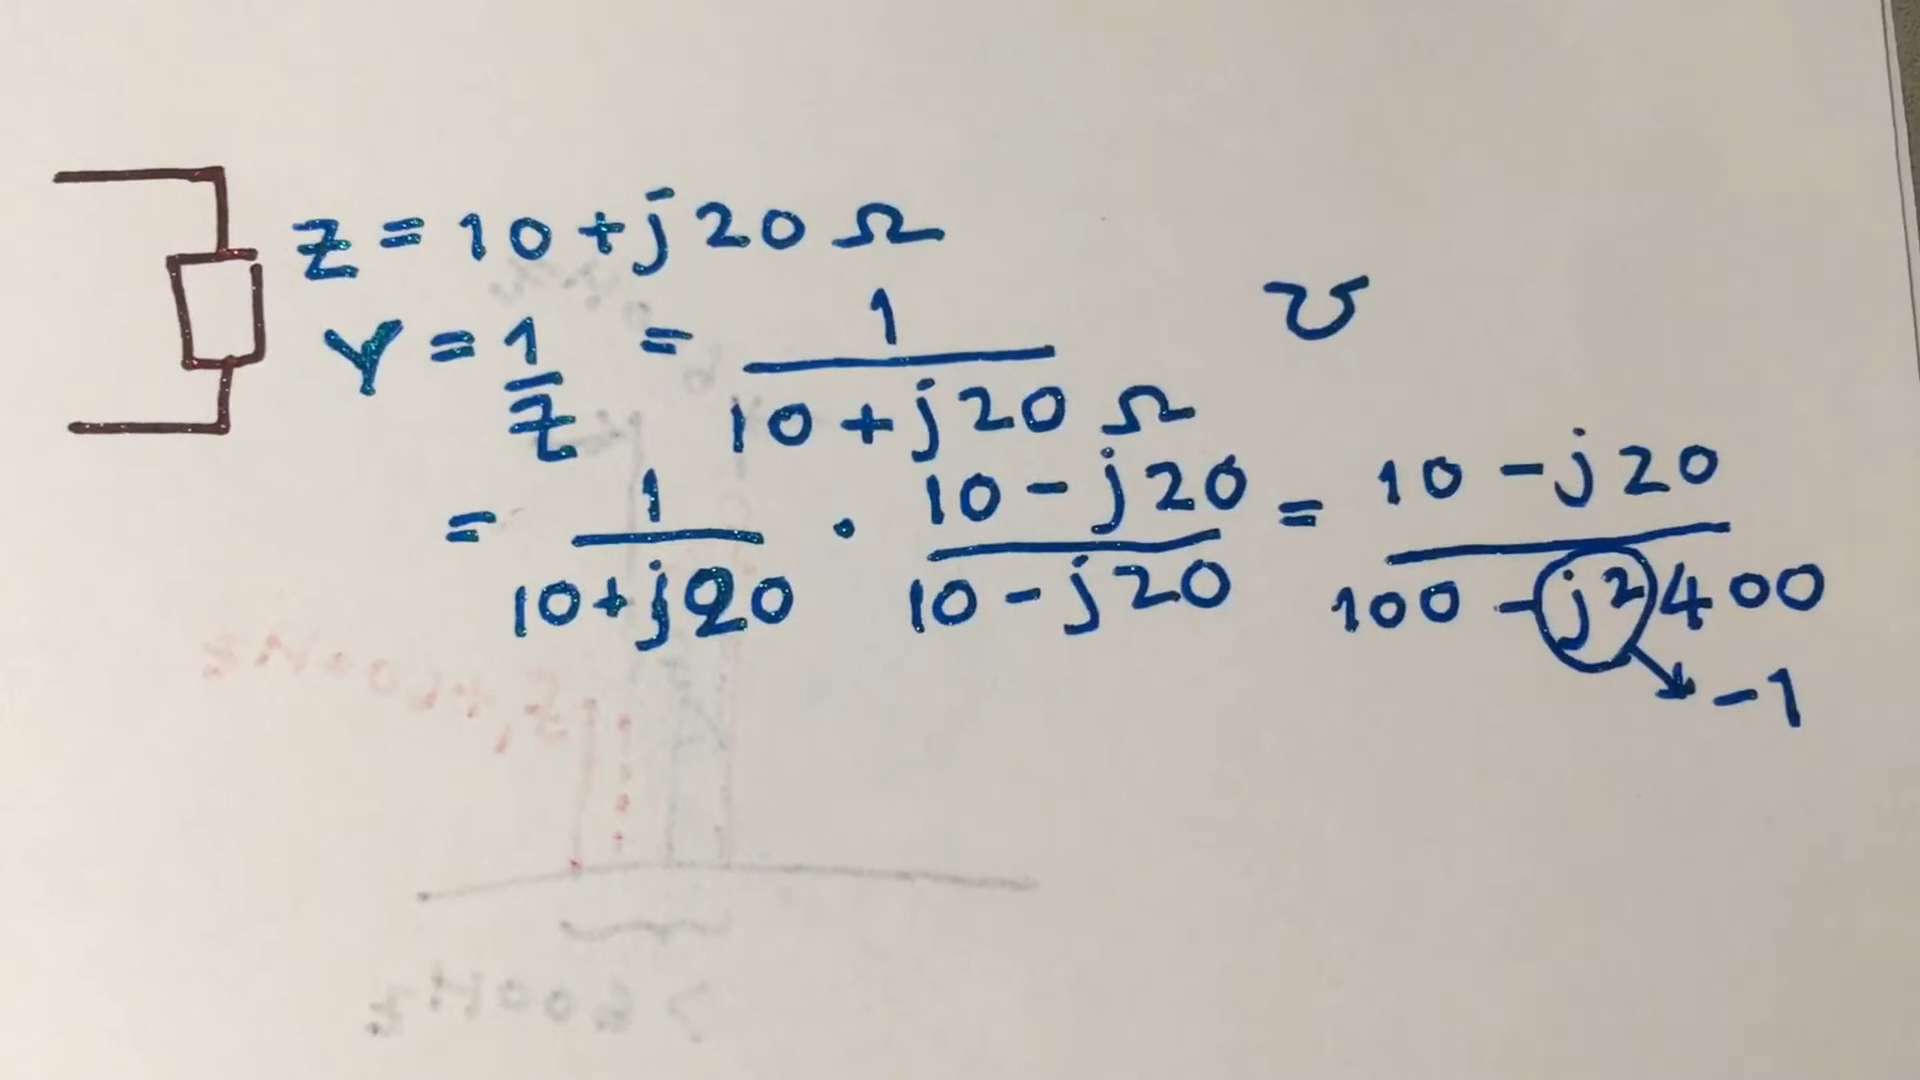 Z = 10 + j20 Ω
Y = 1/Z = 1/(10 + j20 Ω) ℧
= 1/(10+j20) · (10 - j20)/(10 - j20) = (10 - j20)/(100 - j²400)
-1